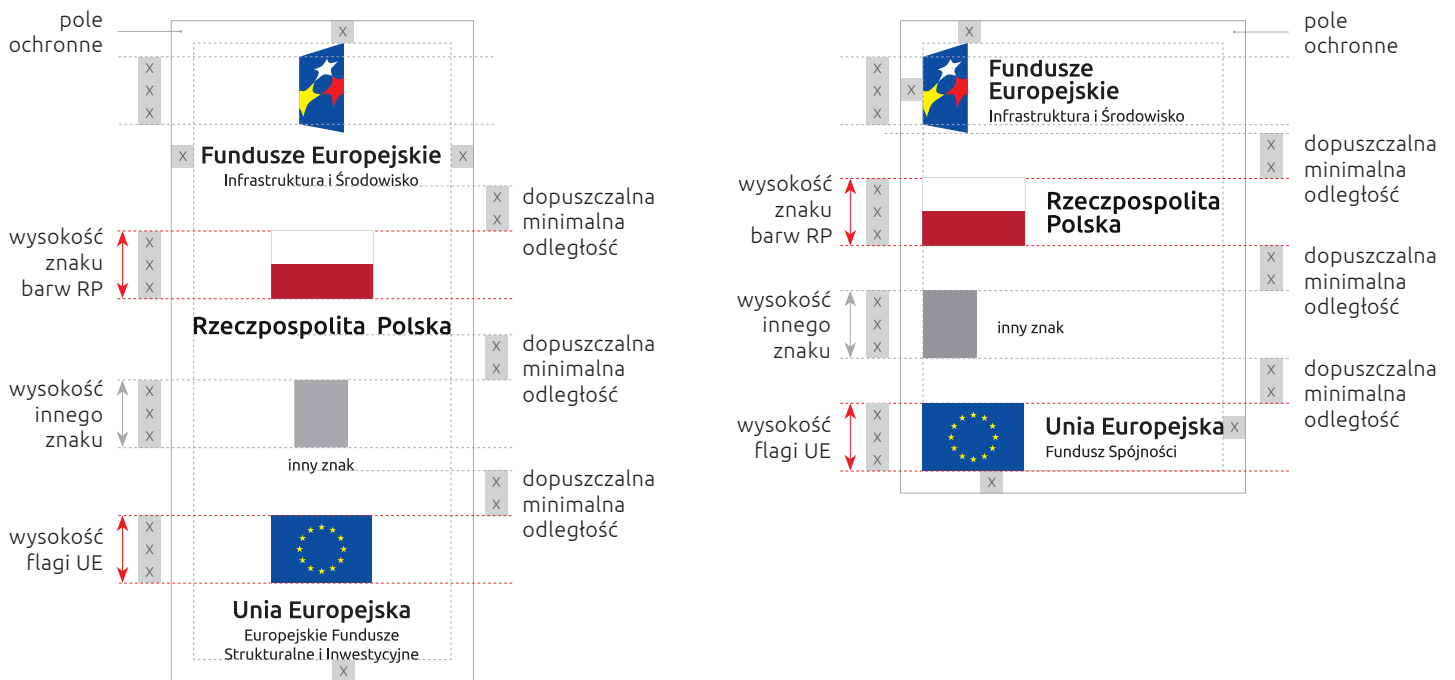 pole
ochronne
X
X
X
X
X
Fundusze Europejskie
X
Infrastruktura i Środowisko
X
X
dopuszczalna
minimalna
odległość
wysokość
znaku
barw RP
X
X
X
Rzeczpospolita Polska
X
X
dopuszczalna
minimalna
odległość
wysokość
innego
znaku
X
X
X
inny znak
X
X
dopuszczalna
minimalna
odległość
wysokość
flagi UE
X
X
X
Unia Europejska
Europejskie Fundusze
Strukturalne i Inwestycyjne
X
X
pole
ochronne
X
X
X
X
Fundusze
Europejskie
Infrastruktura i Środowisko
X
X
dopuszczalna
minimalna
odległość
wysokość
znaku
barw RP
X
X
X
Rzeczpospolita
Polska
X
X
dopuszczalna
minimalna
odległość
wysokość
innego
znaku
X
X
X
inny znak
X
X
dopuszczalna
minimalna
odległość
wysokość
flagi UE
X
X
X
Unia Europejska
X
Fundusz Spójności
X